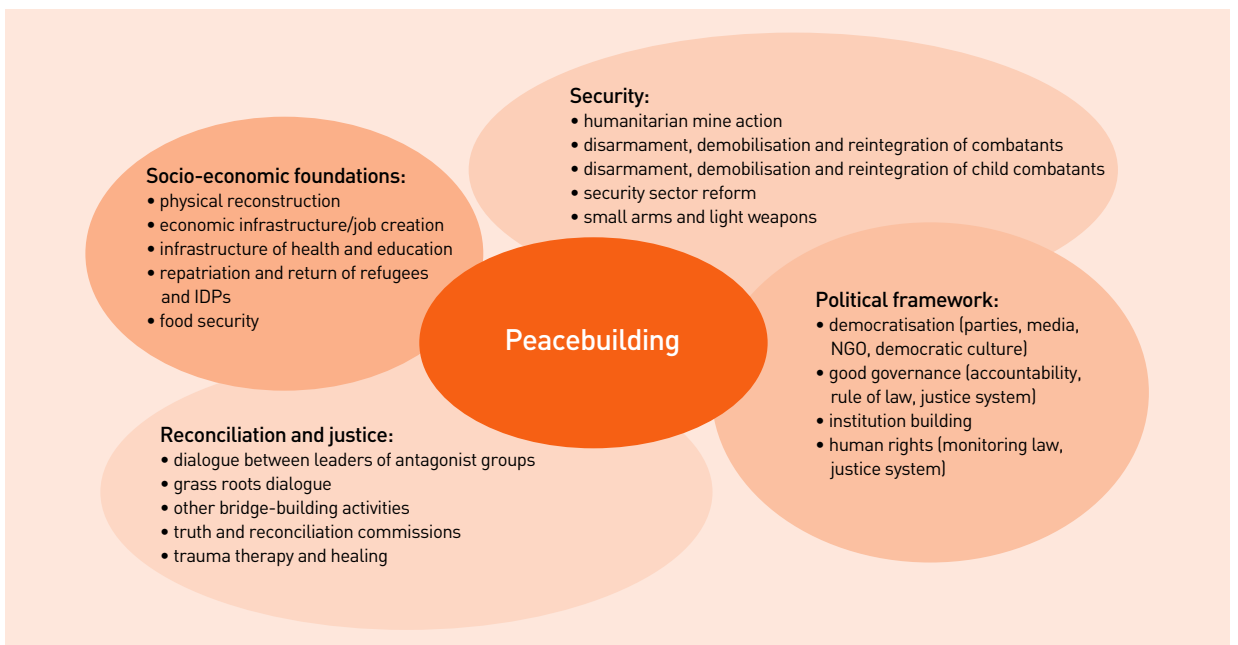 Security:
• humanitarian mine action
• disarmament, demobilisation and reintegration of combatants
• disarmament, demobilisation and reintegration of child combatants
• security sector reform
• small arms and light weapons
Socio-economic foundations:
• physical reconstruction
• economic infrastructure/job creation
• infrastructure of health and education
• repatriation and return of refugees
and IDPs
• food security
Peacebuilding
Political framework:
• democratisation (parties, media,
NGO, democratic culture)
• good governance (accountability,
rule of law, justice system)
• institution building
• human rights (monitoring law,
justice system)
Reconciliation and justice:
• dialogue between leaders of antagonist groups
• grass roots dialogue
• other bridge-building activities
• truth and reconciliation commissions
• trauma therapy and healing